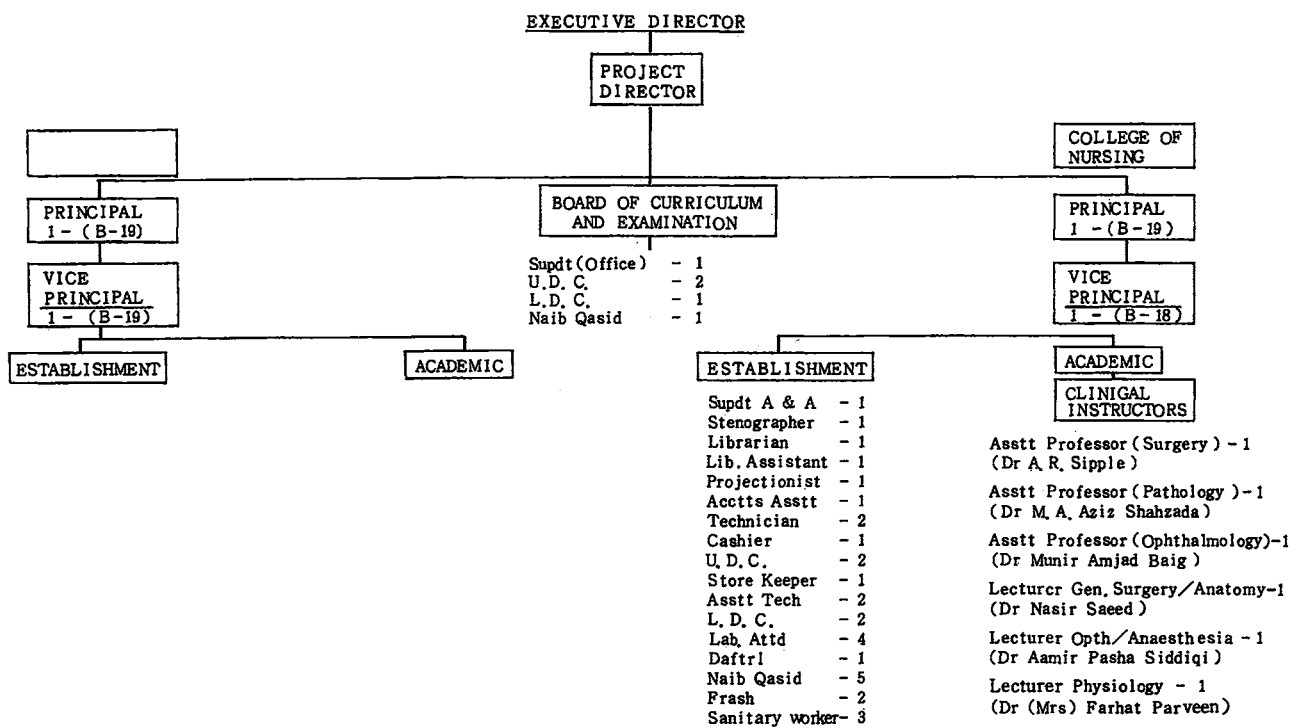 EXECUTIVE DIRECTOR
PROJECT
DIRECTOR
COLLEGE OF
NURSING
PRINCIPAL
1 - (B-19)
BOARD OF CURRICULUM
AND EXAMINATION
PRINCIPAL
1 - (B-19)
Supdt (Office) - 1
U.D.C. - 2
L.D.C. - 1
Naib Qasid - 1
VICE
PRINCIPAL
1 - (B-19)
VICE
PRINCIPAL
1 - (B-18)
ESTABLISHMENT
ACADEMIC
ESTABLISHMENT
ACADEMIC
CLINIGAL
INSTRUCTORS
Supdt A & A - 1
Stenographer - 1
Librarian - 1
Lib. Assistant - 1
Projectionist - 1
Acctts Asstt - 1
Technician - 2
Cashier - 1
U.D.C. - 2
Store Keeper - 1
Asstt Tech - 2
L.D.C. - 2
Lab. Attd - 4
Daftrl - 1
Naib Qasid - 5
Frash - 2
Sanitary worker- 3
Asstt Professor (Surgery) - 1
(Dr A.R. Sipple)
Asstt Professor (Pathology) - 1
(Dr M.A. Aziz Shahzada)
Asstt Professor (Ophthalmology) - 1
(Dr Munir Amjad Baig)
Lecturcr Gen. Surgery/Anatomy-1
(Dr Nasir Saeed)
Lecturer Opth/Anaesthesia - 1
(Dr Aamir Pasha Siddiqi)
Lecturer Physiology - 1
(Dr (Mrs) Farhat Parveen)